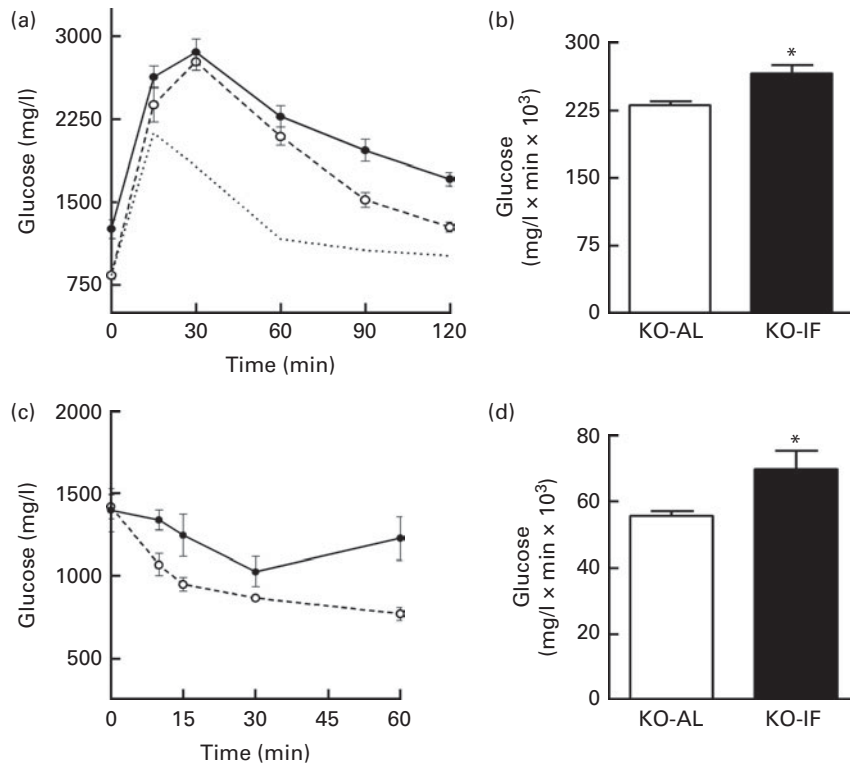 (a)
Glucose (mg/l)
3000
2250
1500
750
0 30 60 90 120
Time (min)
(b)
Glucose
(mg/l × min × 10³)
300
225
150
75
0
*
KO-AL KO-IF
(c)
Glucose (mg/l)
2000
1500
1000
500
0 15 30 45 60
Time (min)
(d)
Glucose
(mg/l × min × 10³)
80
60
40
20
0
*
KO-AL KO-IF